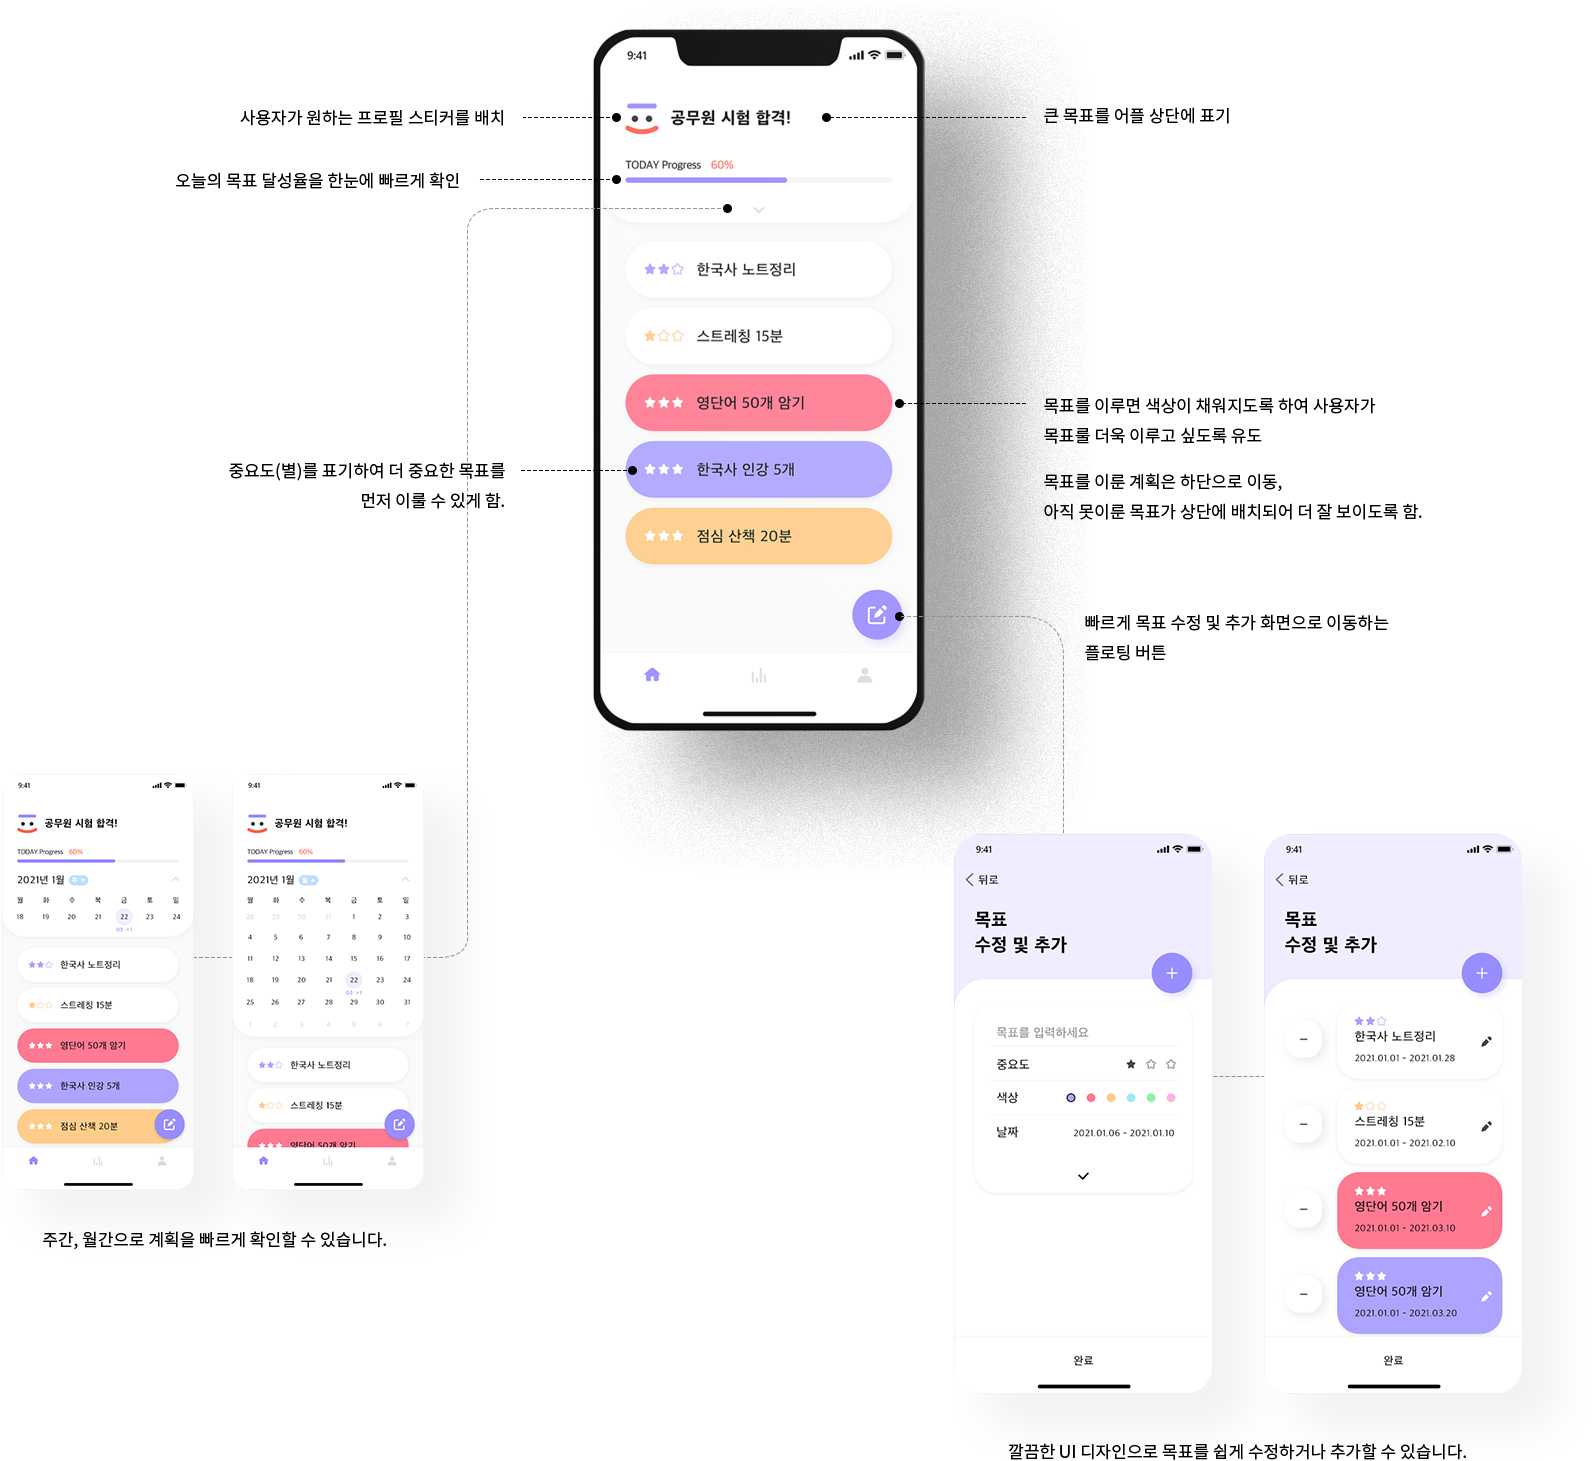 9:41
사용자가 원하는 프로필 스티커를 배치
공무원 시험 합격!
큰 목표를 어플 상단에 표기
TODAY Progress 60%
오늘의 목표 달성율을 한눈에 빠르게 확인
한국사 노트정리
스트레칭 15분
영단어 50개 암기
목표를 이루면 색상이 채워지도록 하여 사용자가
목표를 더욱 이루고 싶도록 유도
중요도(별)를 표기하여 더 중요한 목표를
먼저 이룰 수 있게 함.
한국사 인강 5개
목표를 이룬 계획은 하단으로 이동,
아직 못이룬 목표가 상단에 배치되어 더 잘 보이도록 함.
점심 산책 20분
빠르게 목표 수정 및 추가 화면으로 이동하는
플로팅 버튼
9:41
공무원 시험 합격!
TODAY Progress 60%
2021년 1월
월 화 수 목 금 토 일
18 19 20 21 22 23 24
한국사 노트정리
스트레칭 15분
영단어 50개 암기
한국사 인강 5개
점심 산책 20분
9:41
공무원 시험 합격!
TODAY Progress 60%
2021년 1월
월 화 수 목 금 토 일
28 29 30 31 1 2 3
4 5 6 7 8 9 10
11 12 13 14 15 16 17
18 19 20 21 22 23 24
25 26 27 28 29 30 31
1 2 3 4 5 6 7
한국사 노트정리
스트레칭 15분
영단어 50개 암기
주간, 월간으로 계획을 빠르게 확인할 수 있습니다.
9:41
뒤로
목표
수정 및 추가
목표를 입력하세요
중요도
색상
날짜 2021.01.06 - 2021.01.10
완료
9:41
뒤로
목표
수정 및 추가
한국사 노트정리
2021.01.01 - 2021.01.28
스트레칭 15분
2021.01.01 - 2021.02.10
영단어 50개 암기
2021.01.01 - 2021.03.10
영단어 50개 암기
2021.01.01 - 2021.03.20
완료
깔끔한 UI 디자인으로 목표를 쉽게 수정하거나 추가할 수 있습니다.